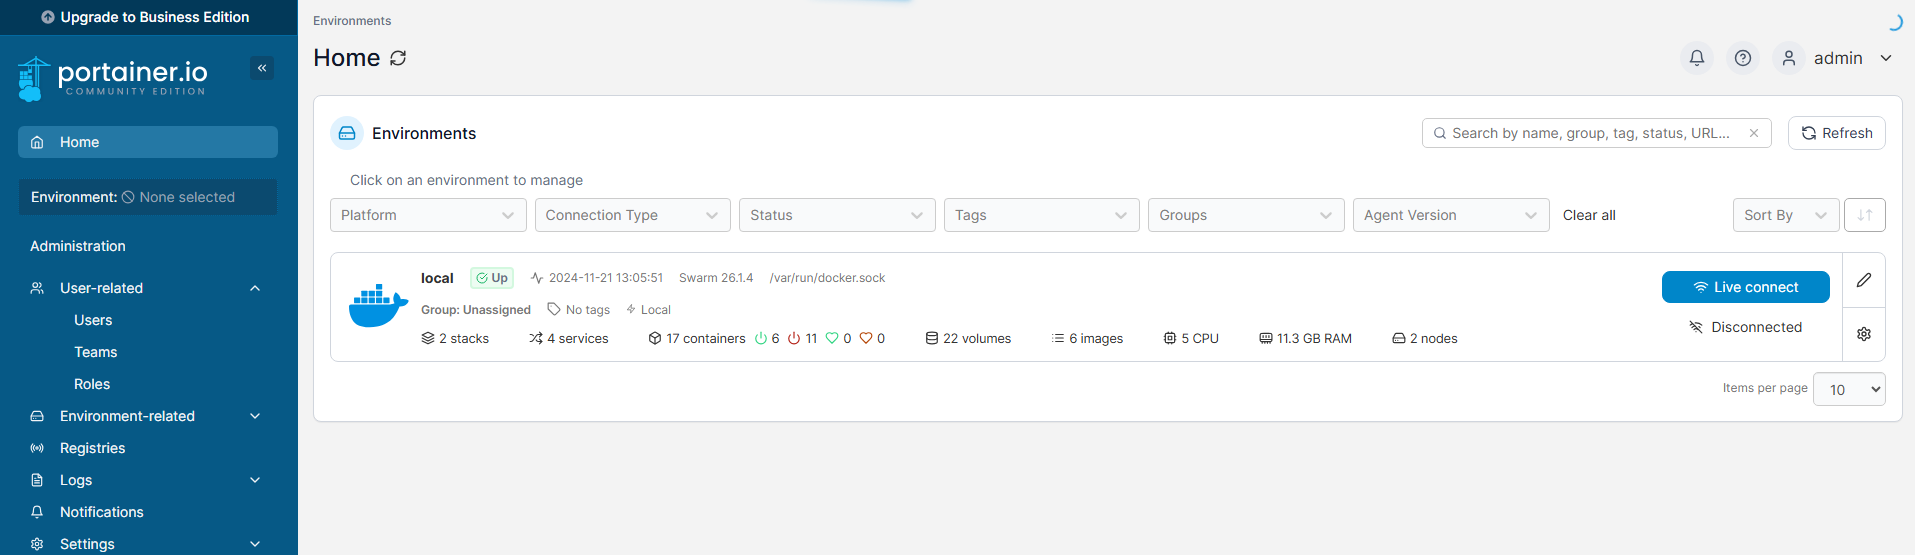 Upgrade to Business Edition
portainer.io
COMMUNITY EDITION
Home
Environment: None selected
Administration
User-related
Users
Teams
Roles
Environment-related
Registries
Logs
Notifications
Settings
Environments
Home
admin
Environments
Search by name, group, tag, status, URL...
Refresh
Click on an environment to manage
Platform
Connection Type
Status
Tags
Groups
Agent Version
Clear all
Sort By
local Up 2024-11-21 13:05:51 Swarm 26.1.4 /var/run/docker.sock
Group: Unassigned No tags Local
2 stacks 4 services 17 containers 6 11 0 0 22 volumes 6 images 5 CPU 11.3 GB RAM 2 nodes
Live connect
Disconnected
Items per page 10